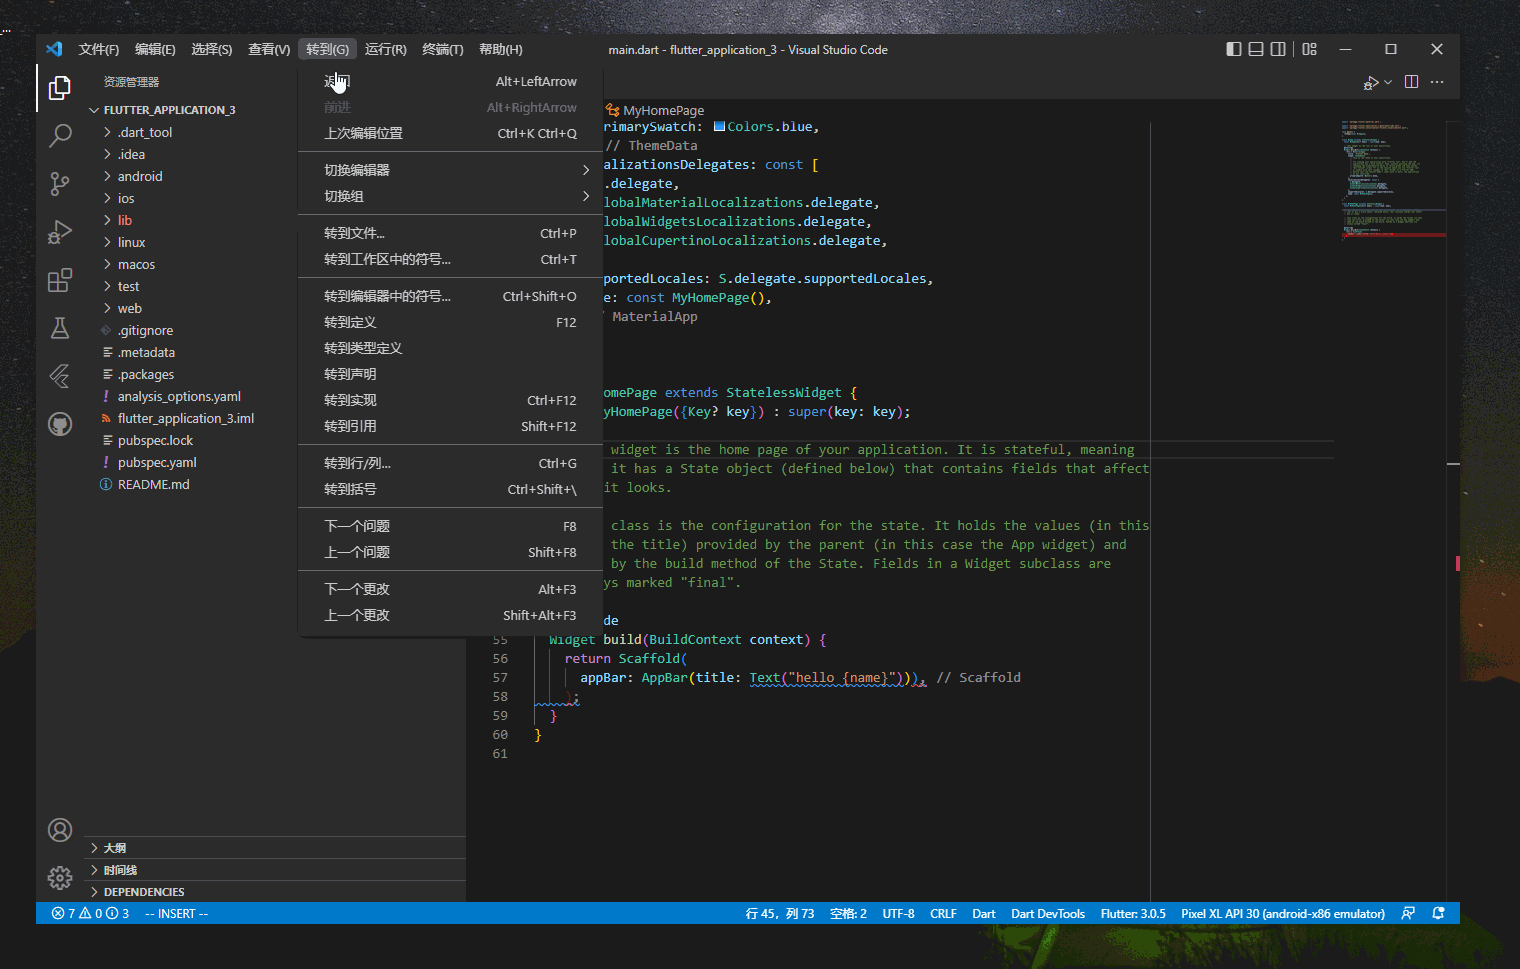 ...
文件(F) 编辑(E) 选择(S) 查看(V) 转到(G) 运行(R) 终端(T) 帮助(H) main.dart - flutter_application_3 - Visual Studio Code
资源管理器
FLUTTER_APPLICATION_3
.dart_tool
.idea
android
ios
lib
linux
macos
test
web
.gitignore
.metadata
.packages
analysis_options.yaml
flutter_application_3.iml
pubspec.lock
pubspec.yaml
README.md
大纲
时间线
DEPENDENCIES
返回 Alt+LeftArrow
前进 Alt+RightArrow
上次编辑位置 Ctrl+K Ctrl+Q
切换编辑器
切换组
转到文件... Ctrl+P
转到工作区中的符号... Ctrl+T
转到编辑器中的符号... Ctrl+Shift+O
转到定义 F12
转到类型定义
转到声明
转到实现 Ctrl+F12
转到引用 Shift+F12
转到行/列... Ctrl+G
转到括号 Ctrl+Shift+\
下一个问题 F8
上一个问题 Shift+F8
下一个更改 Alt+F3
上一个更改 Shift+Alt+F3
MyHomePage
rimarySwatch: Colors.blue,
// ThemeData
alizationsDelegates: const [
.delegate,
lobalMaterialLocalizations.delegate,
lobalWidgetsLocalizations.delegate,
lobalCupertinoLocalizations.delegate,
portedLocales: S.delegate.supportedLocales,
e: const MyHomePage(),
/ MaterialApp
omePage extends StatelessWidget {
yHomePage({Key? key}) : super(key: key);
widget is the home page of your application. It is stateful, meaning
it has a State object (defined below) that contains fields that affect
it looks.
class is the configuration for the state. It holds the values (in this
the title) provided by the parent (in this case the App widget) and
by the build method of the State. Fields in a Widget subclass are
ys marked "final".
de
55 Widget build(BuildContext context) {
56 return Scaffold(
57 appBar: AppBar(title: Text("hello {name}"))), // Scaffold
58 );
59 }
60 }
61
7 0 3 -- INSERT -- 行 45，列 73 空格: 2 UTF-8 CRLF Dart Dart DevTools Flutter: 3.0.5 Pixel XL API 30 (android-x86 emulator)